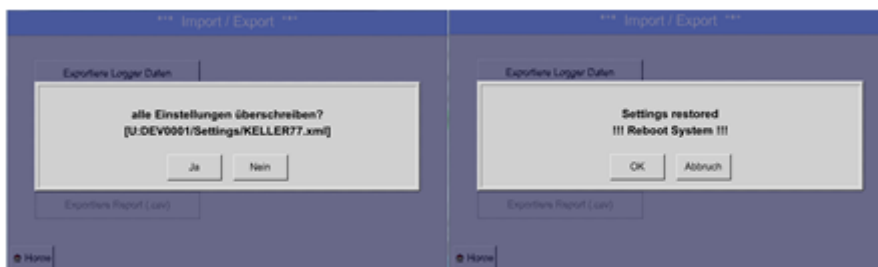 *** Import / Export ***
Exportiere Logger Daten
alle Einstellungen überschreiben?
[U:DEV0001/Settings/KELLER77.xml]
Ja
Nein
Exportiere Report (.csv)
Home
*** Import / Export ***
Exportiere Logger Daten
Settings restored
!!! Reboot System !!!
OK
Abbruch
Exportiere Report (.csv)
Home